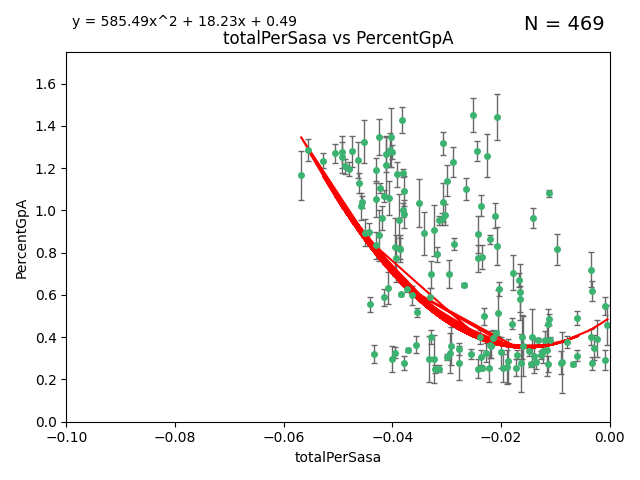 y = 585.49x^2 + 18.23x + 0.49
N = 469
totalPerSasa vs PercentGpA
PercentGpA
1.6
1.4
1.2
1.0
0.8
0.6
0.4
0.2
0.0
−0.10 −0.08 −0.06 −0.04 −0.02 0.00
totalPerSasa